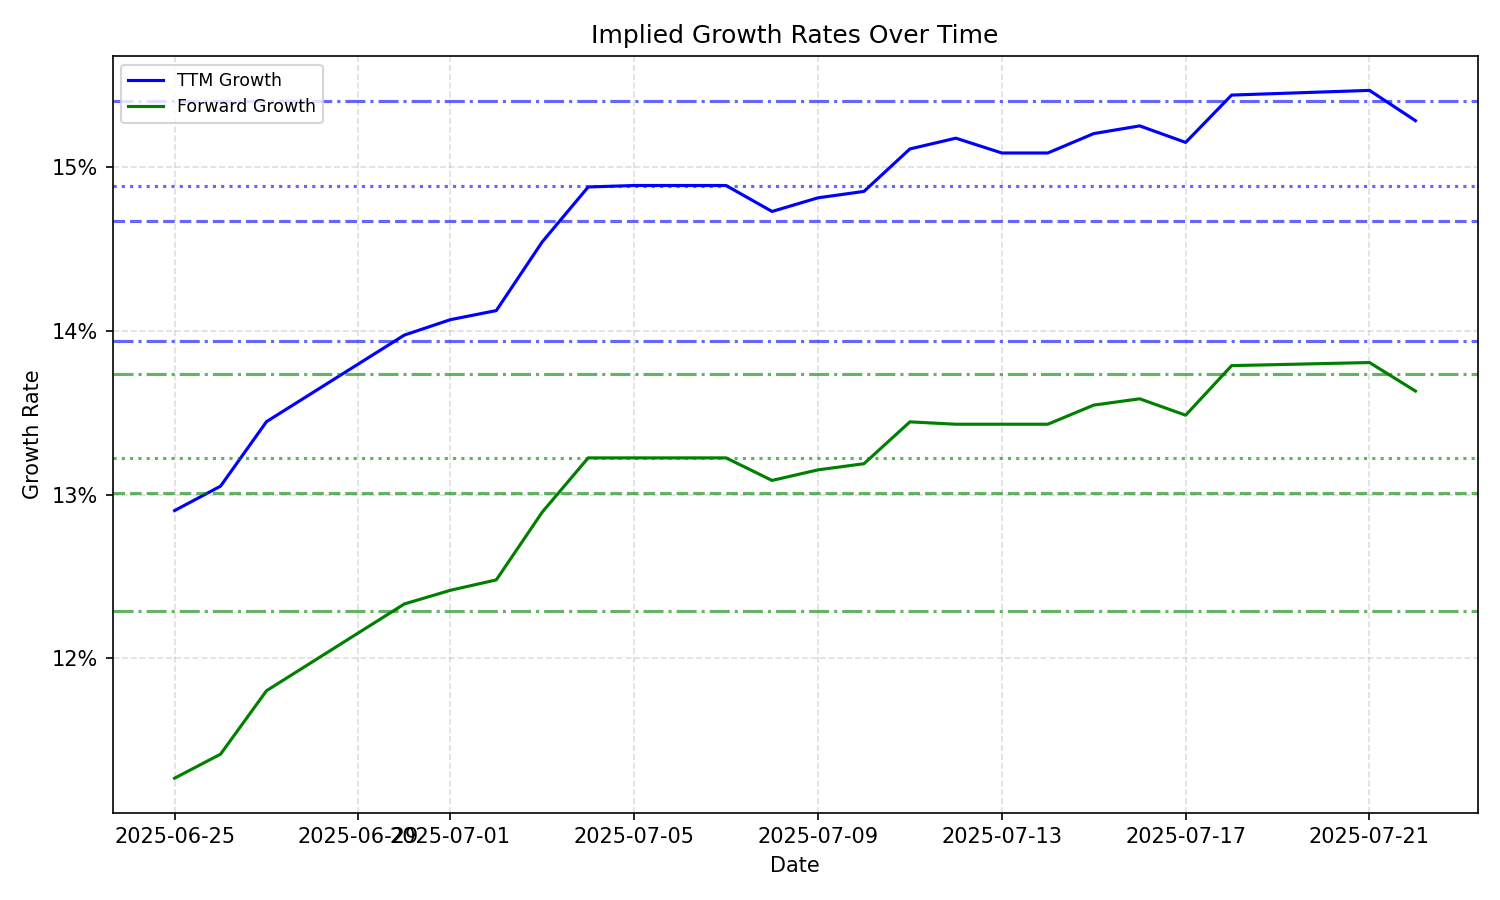 Implied Growth Rates Over Time
TTM Growth
Forward Growth
15%
14%
13%
12%
Growth Rate
2025-06-25
2025-06-29
2025-07-01
2025-07-05
2025-07-09
2025-07-13
2025-07-17
2025-07-21
Date